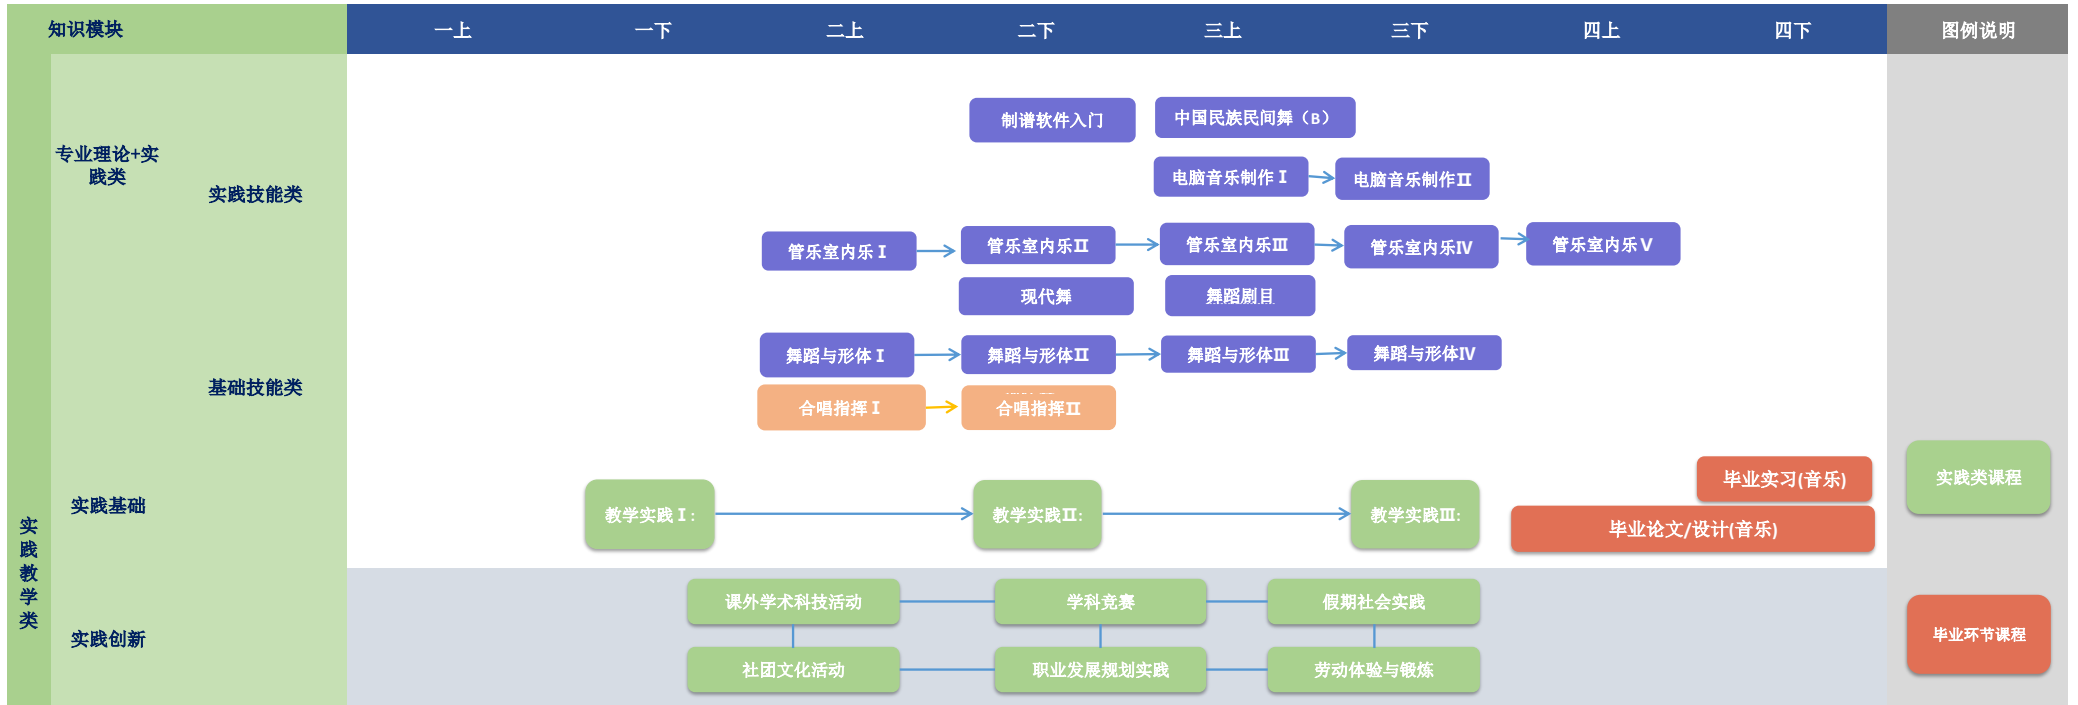 知识模块
一上
一下
二上
二下
三上
三下
四上
四下
图例说明
专业理论+实
践类
实践技能类
制谱软件入门
中国民族民间舞（B）
电脑音乐制作Ⅰ
电脑音乐制作Ⅱ
管乐室内乐Ⅰ
管乐室内乐Ⅱ
管乐室内乐Ⅲ
管乐室内乐Ⅳ
管乐室内乐Ⅴ
现代舞
舞蹈剧目
基础技能类
舞蹈与形体Ⅰ
舞蹈与形体Ⅱ
舞蹈与形体Ⅲ
舞蹈与形体Ⅳ
合唱指挥Ⅰ
合唱指挥Ⅱ
实践教学类
实践基础
教学实践Ⅰ:
教学实践Ⅱ:
教学实践Ⅲ:
毕业实习(音乐)
毕业论文/设计(音乐)
实践类课程
实践创新
课外学术科技活动
学科竞赛
假期社会实践
社团文化活动
职业发展规划实践
劳动体验与锻炼
毕业环节课程